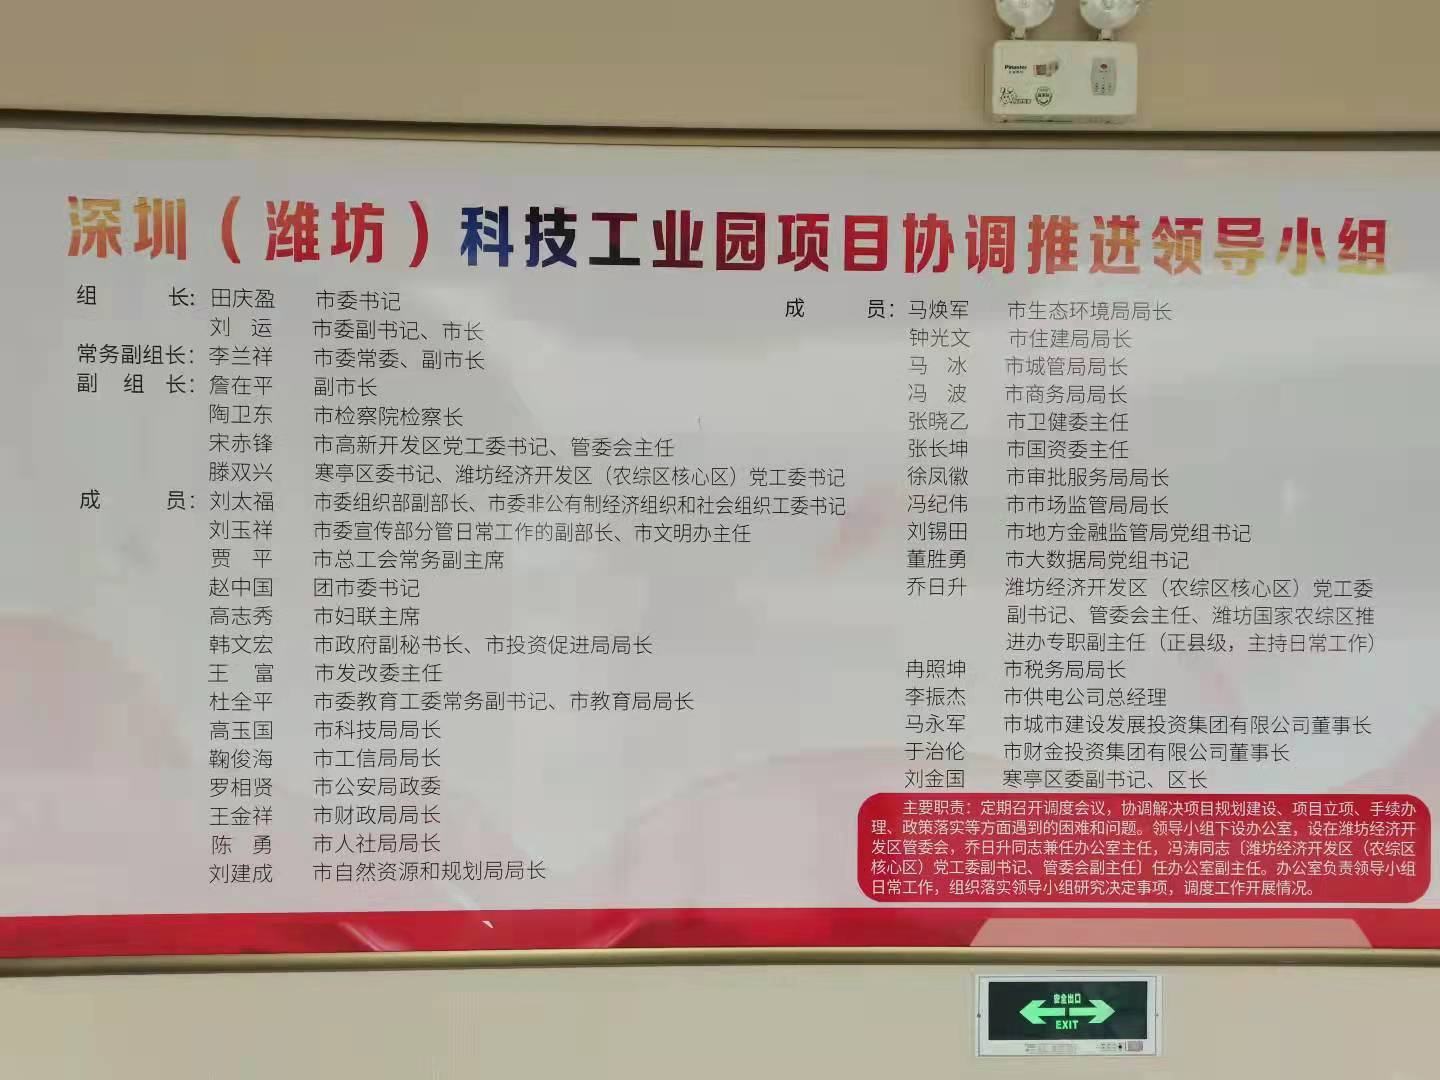 深圳（潍坊）科技工业园项目协调推进领导小组
组 长：田庆盈 市委书记
刘 运 市委副书记、市长
常务副组长：李兰祥 市委常委、副市长
副 组 长：詹在平 副市长
陶卫东 市检察院检察长
宋赤锋 市高新开发区党工委书记、管委会主任
滕双兴 寒亭区委书记、潍坊经济开发区（农综区核心区）党工委书记
成 员：刘太福 市委组织部副部长、市委非公有制经济组织和社会组织工委书记
刘玉祥 市委宣传部分管日常工作的副部长、市文明办主任
贾 平 市总工会常务副主席
赵中国 团市委书记
高志秀 市妇联主席
韩文宏 市政府副秘书长、市投资促进局局长
王 富 市发改委主任
杜全平 市委教育工委常务副书记、市教育局局长
高玉国 市科技局局长
鞠俊海 市工信局局长
罗相贤 市公安局政委
王金祥 市财政局局长
陈 勇 市人社局局长
刘建成 市自然资源和规划局局长
成 员：马焕军 市生态环境局局长
钟光文 市住建局局长
马 冰 市城管局局长
冯 波 市商务局局长
张晓乙 市卫健委主任
张长坤 市国资委主任
徐凤徽 市审批服务局局长
冯纪伟 市市场监管局局长
刘锡田 市地方金融监管局党组书记
董胜勇 市大数据局党组书记
乔日升 潍坊经济开发区（农综区核心区）党工委
副书记、管委会主任、潍坊国家农综区推
进办专职副主任（正县级，主持日常工作）
冉照坤 市税务局局长
李振杰 市供电公司总经理
马永军 市城市建设发展投资集团有限公司董事长
于治伦 市财金投资集团有限公司董事长
刘金国 寒亭区委副书记、区长
主要职责：定期召开调度会议，协调解决项目规划建设、项目立项、手续办
理、政策落实等方面遇到的困难和问题。领导小组下设办公室，设在潍坊经济开
发区管委会，乔日升同志兼任办公室主任，冯涛同志〔潍坊经济开发区（农综区
核心区）党工委副书记、管委会副主任〕任办公室副主任。办公室负责领导小组
日常工作，组织落实领导小组研究决定事项，调度工作开展情况。
安全出口
EXIT